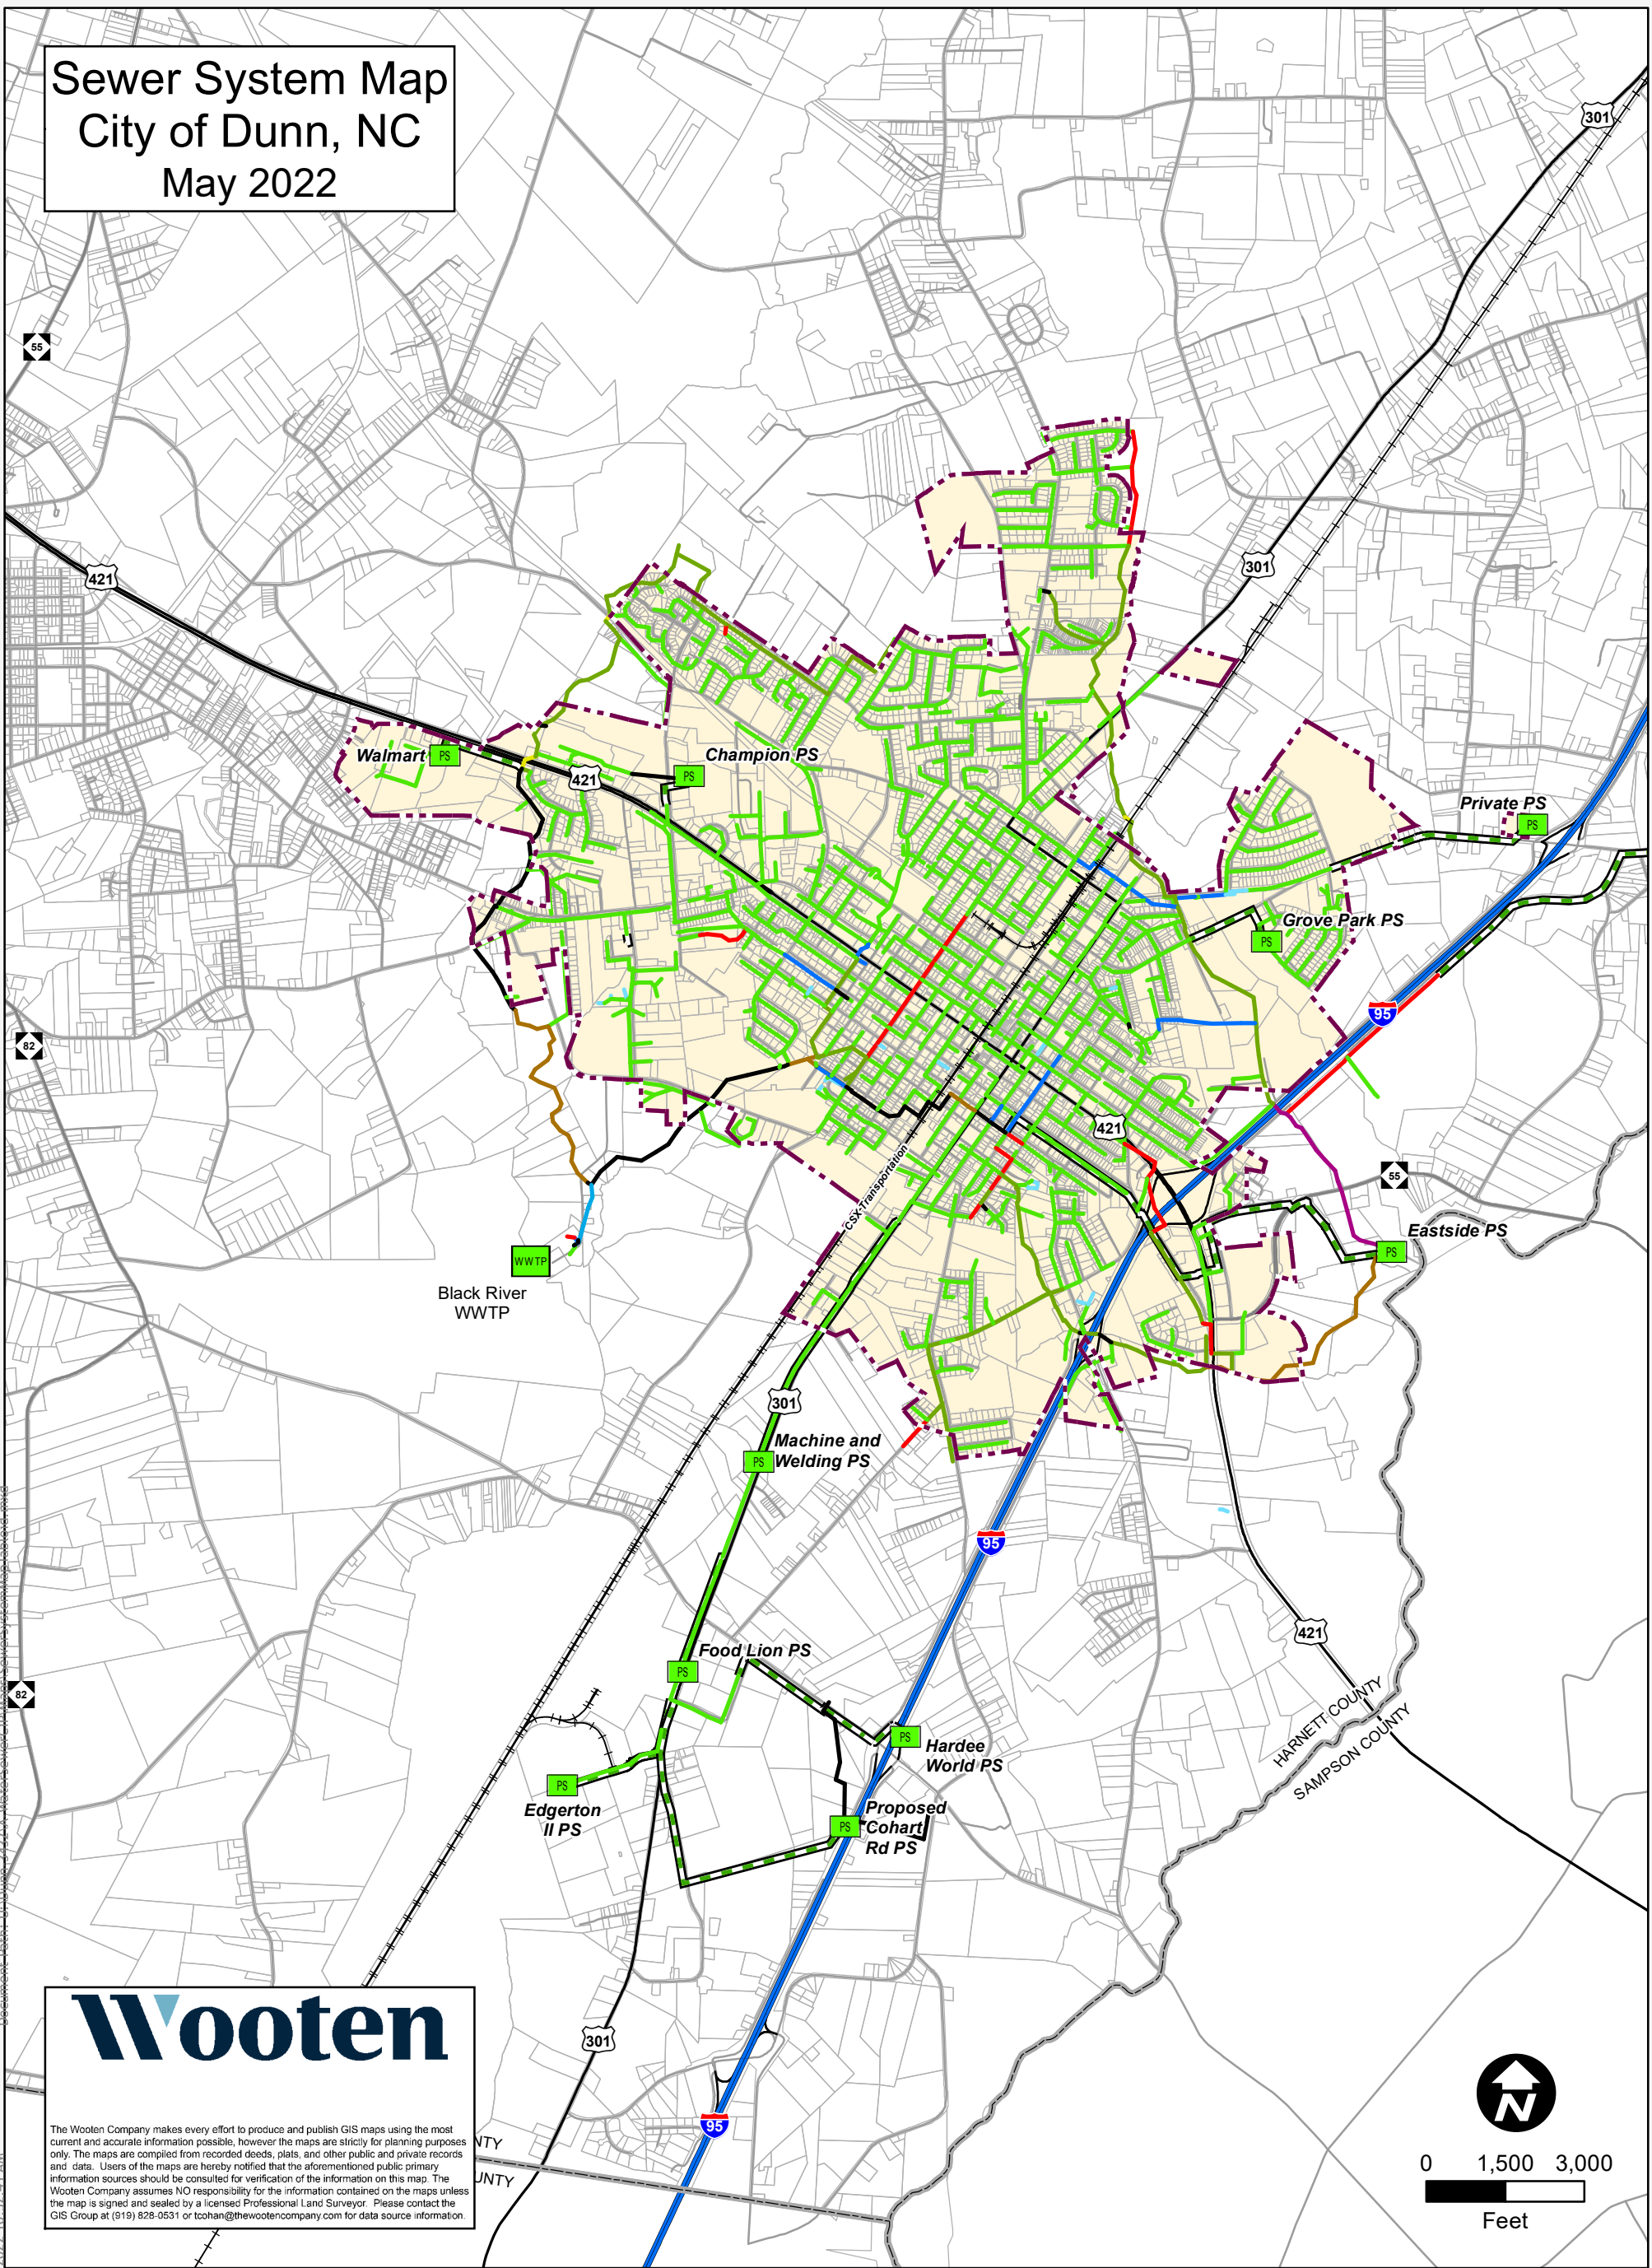 Sewer System Map
City of Dunn, NC
May 2022
301
55
421
301
Walmart
PS
Champion PS
PS
421
Private PS
PS
Grove Park PS
PS
95
82
421
CSX-Transportation
55
Eastside PS
PS
WWTP
Black River
WWTP
301
Machine and
Welding PS
PS
95
421
Food Lion PS
PS
82
HARNETT COUNTY
SAMPSON COUNTY
PS
Hardee
World PS
PS
Edgerton
II PS
PS
Proposed
Cohart
Rd PS
Wooten
301
95
NTY
UNTY
The Wooten Company makes every effort to produce and publish GIS maps using the most
current and accurate information possible, however the maps are strictly for planning purposes
only. The maps are compiled from recorded deeds, plats, and other public and private records
and data. Users of the maps are hereby notified that the aforementioned public primary
information sources should be consulted for verification of the information on this map. The
Wooten Company assumes NO responsibility for the information contained on the maps unless
the map is signed and sealed by a licensed Professional Land Surveyor. Please contact the
GIS Group at (919) 828-0531 or tcohan@thewootencompany.com for data source information.
N
0 1,500 3,000
Feet